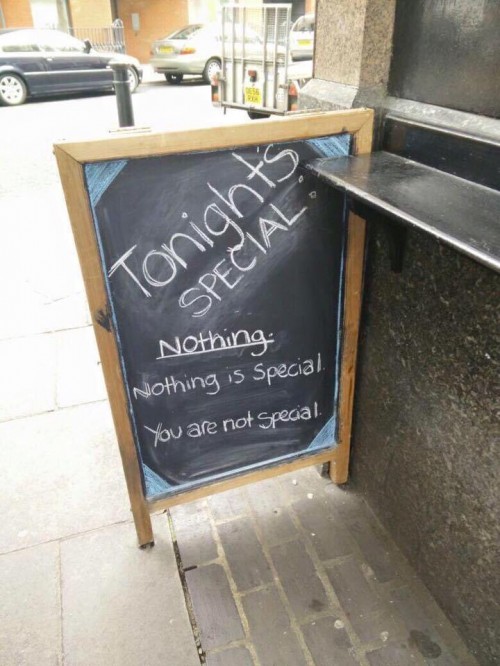 Tonight's
SPECIAL.
Nothing.
Nothing is Special.
You are not special.